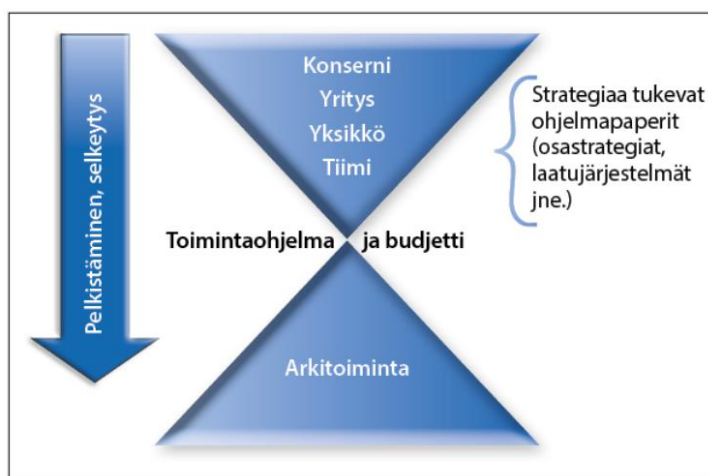 Pelkistäminen, selkeytys
Konserni
Yritys
Yksikkö
Tiimi
Strategiaa tukevat
ohjelmapaperit
(osastrategiat,
laatujärjestelmät
jne.)
Toimintaohjelma ja budjetti
Arkitoiminta